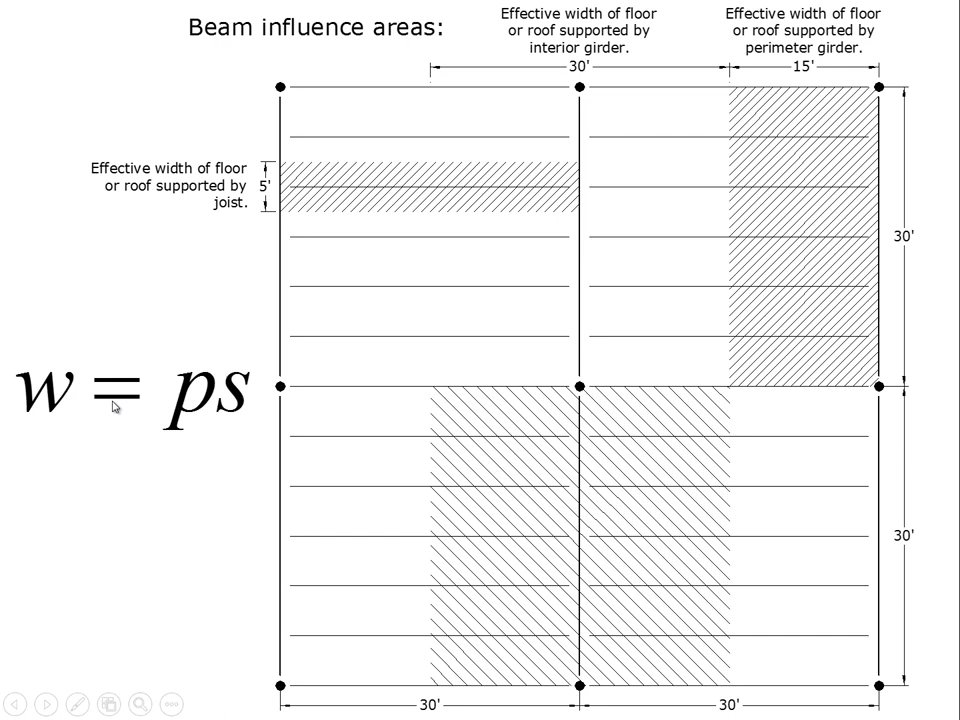 Beam influence areas:
Effective width of floor
or roof supported by
interior girder.
30'
Effective width of floor
or roof supported by
perimeter girder.
15'
Effective width of floor
or roof supported by
joist.
5'
30'
w = ps
30'
30'
30'